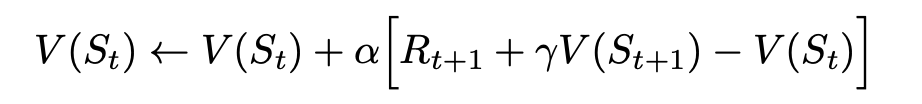 V(S_t) ← V(S_t) + α[R_{t+1} + γV(S_{t+1}) − V(S_t)]